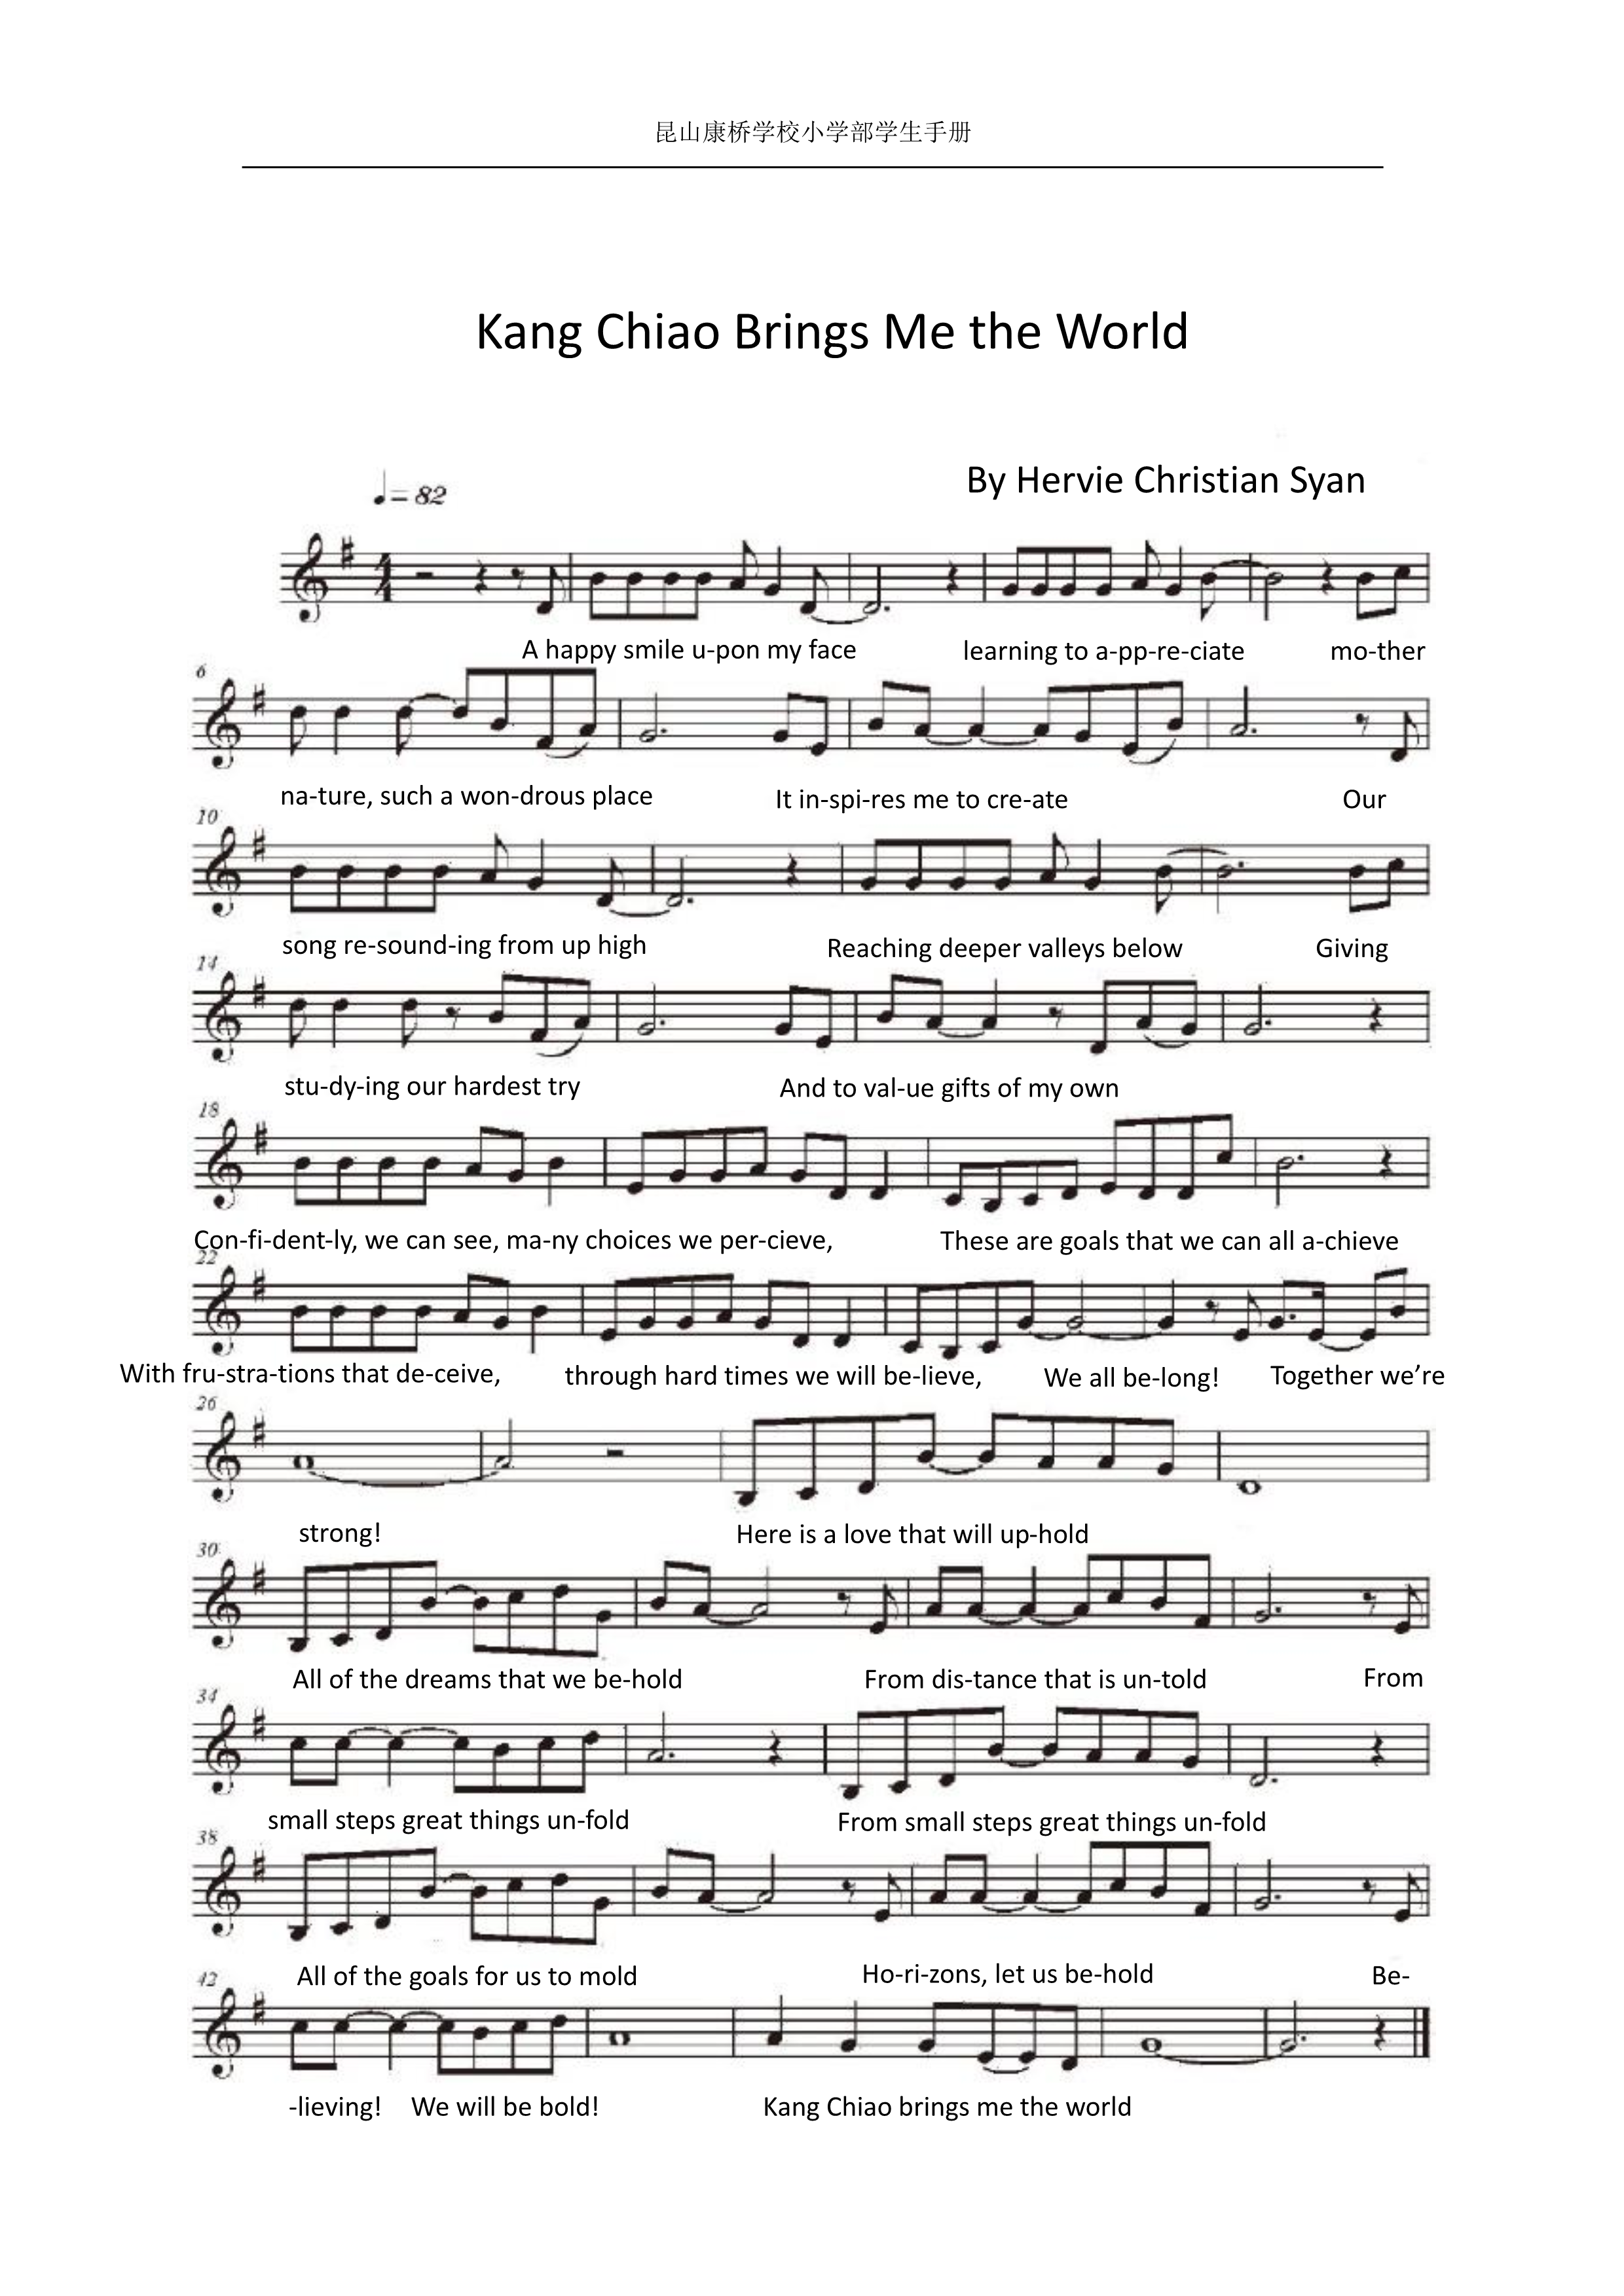 昆山康桥学校小学部学生手册
Kang Chiao Brings Me the World
By Hervie Christian Syan
= 82
A happy smile u-pon my face learning to a-pp-re-ciate mo-ther
6
na-ture, such a won-drous place It in-spi-res me to cre-ate Our
10
song re-sound-ing from up high Reaching deeper valleys below Giving
14
stu-dy-ing our hardest try And to val-ue gifts of my own
18
Con-fi-dent-ly, we can see, ma-ny choices we per-cieve, These are goals that we can all a-chieve
22
With fru-stra-tions that de-ceive, through hard times we will be-lieve, We all be-long! Together we’re
26
strong! Here is a love that will up-hold
30
All of the dreams that we be-hold From dis-tance that is un-told From
34
small steps great things un-fold From small steps great things un-fold
38
All of the goals for us to mold Ho-ri-zons, let us be-hold Be-
42
-lieving! We will be bold! Kang Chiao brings me the world